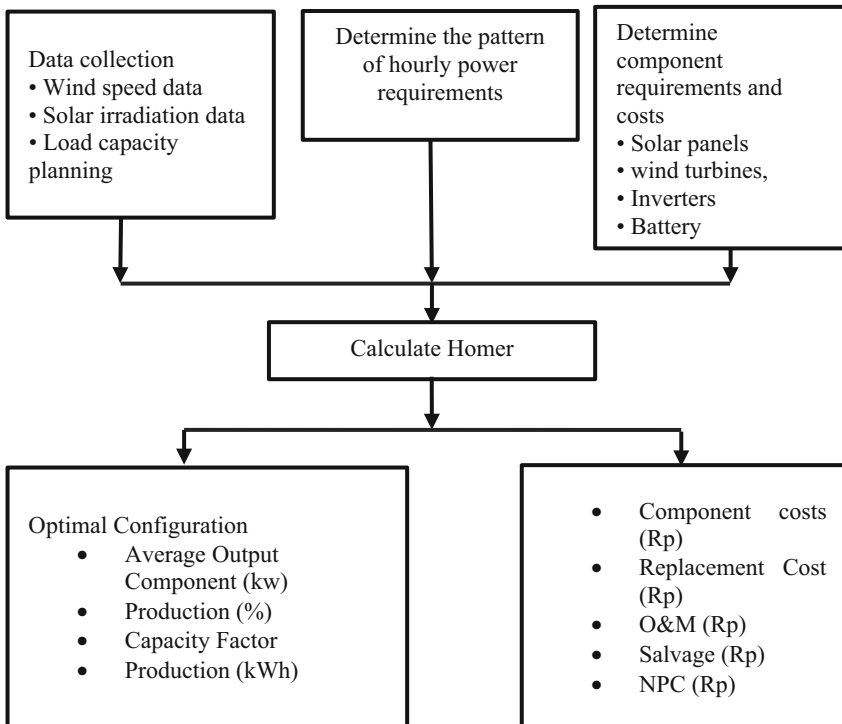 Data collection
• Wind speed data
• Solar irradiation data
• Load capacity
planning
Determine the pattern
of hourly power
requirements
Determine
component
requirements and
costs
• Solar panels
• wind turbines,
• Inverters
• Battery
Calculate Homer
Optimal Configuration
• Average Output
Component (kw)
• Production (%)
• Capacity Factor
• Production (kWh)
• Component costs
(Rp)
• Replacement Cost
(Rp)
• O&M (Rp)
• Salvage (Rp)
• NPC (Rp)